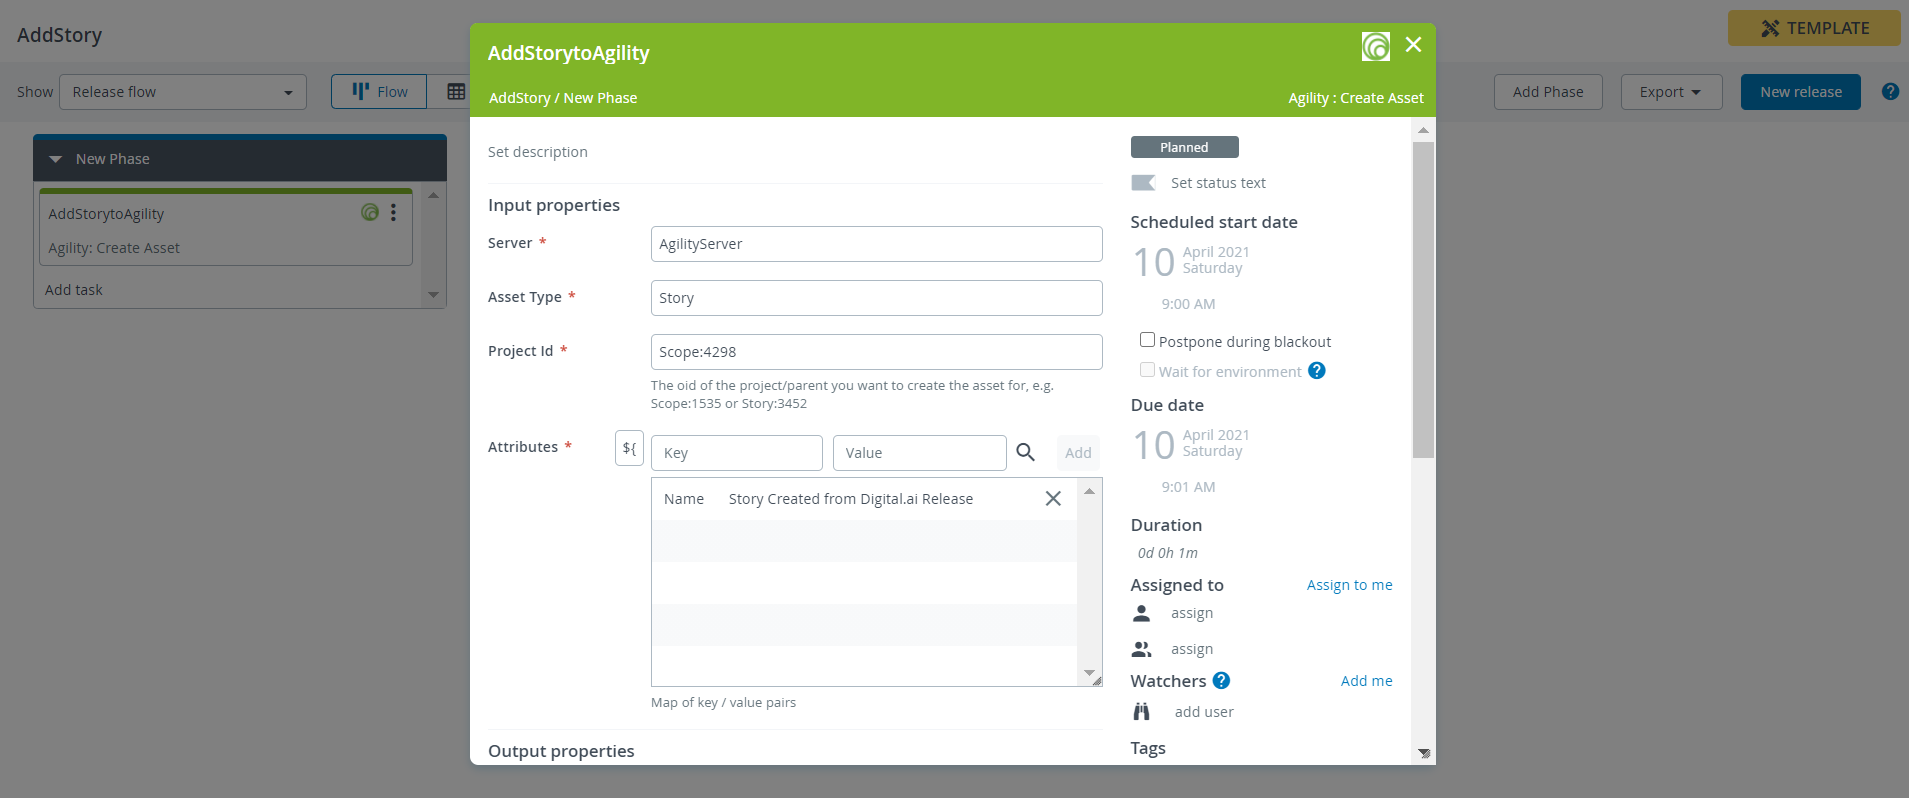 AddStory
TEMPLATE
Show
Release flow
Flow
Add Phase
Export
New release
?
New Phase
AddStorytoAgility
Agility: Create Asset
Add task
AddStorytoAgility
AddStory / New Phase
Agility : Create Asset
Set description
Input properties
Server *
AgilityServer
Asset Type *
Story
Project Id *
Scope:4298
The oid of the project/parent you want to create the asset for, e.g.
Scope:1535 or Story:3452
Attributes *
${
Key
Value
Add
Name
Story Created from Digital.ai Release
Map of key / value pairs
Output properties
Planned
Set status text
Scheduled start date
10
April 2021
Saturday
9:00 AM
Postpone during blackout
Wait for environment ?
Due date
10
April 2021
Saturday
9:01 AM
Duration
0d 0h 1m
Assigned to
Assign to me
assign
assign
Watchers ?
Add me
add user
Tags